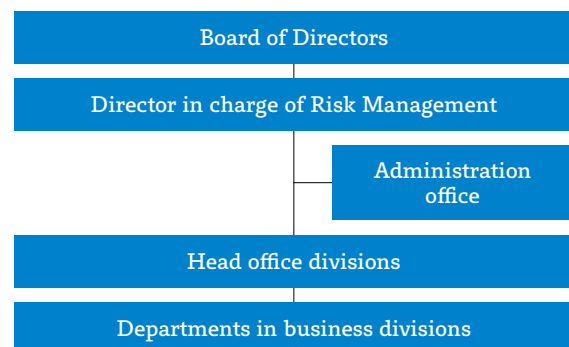 Board of Directors
Director in charge of Risk Management
Administration
office
Head office divisions
Departments in business divisions